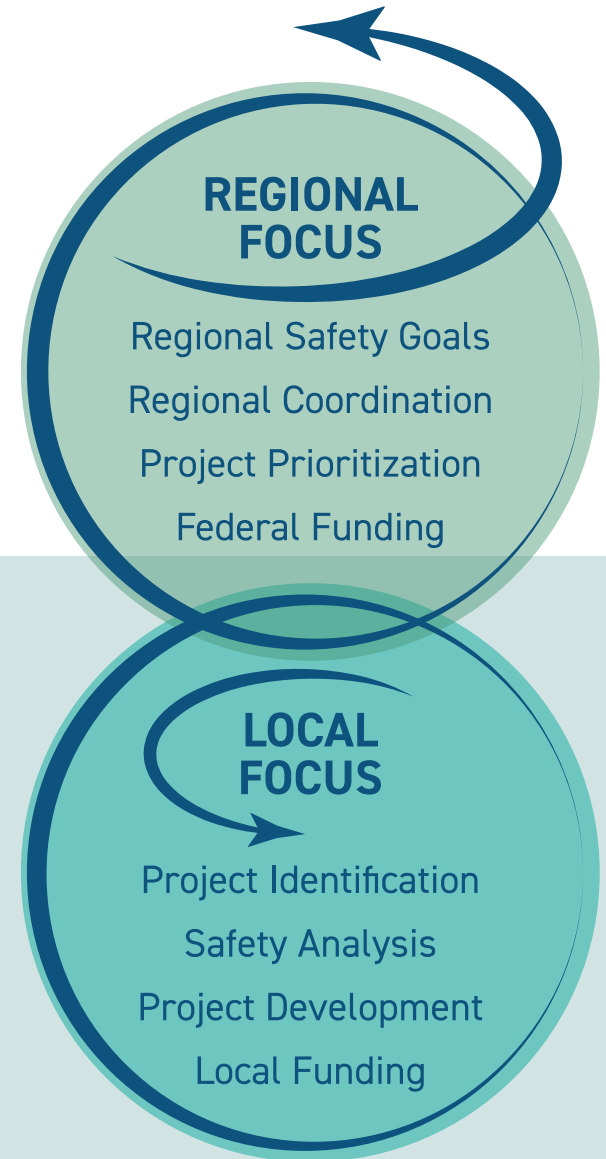 REGIONAL
FOCUS
Regional Safety Goals
Regional Coordination
Project Prioritization
Federal Funding
LOCAL
FOCUS
Project Identification
Safety Analysis
Project Development
Local Funding